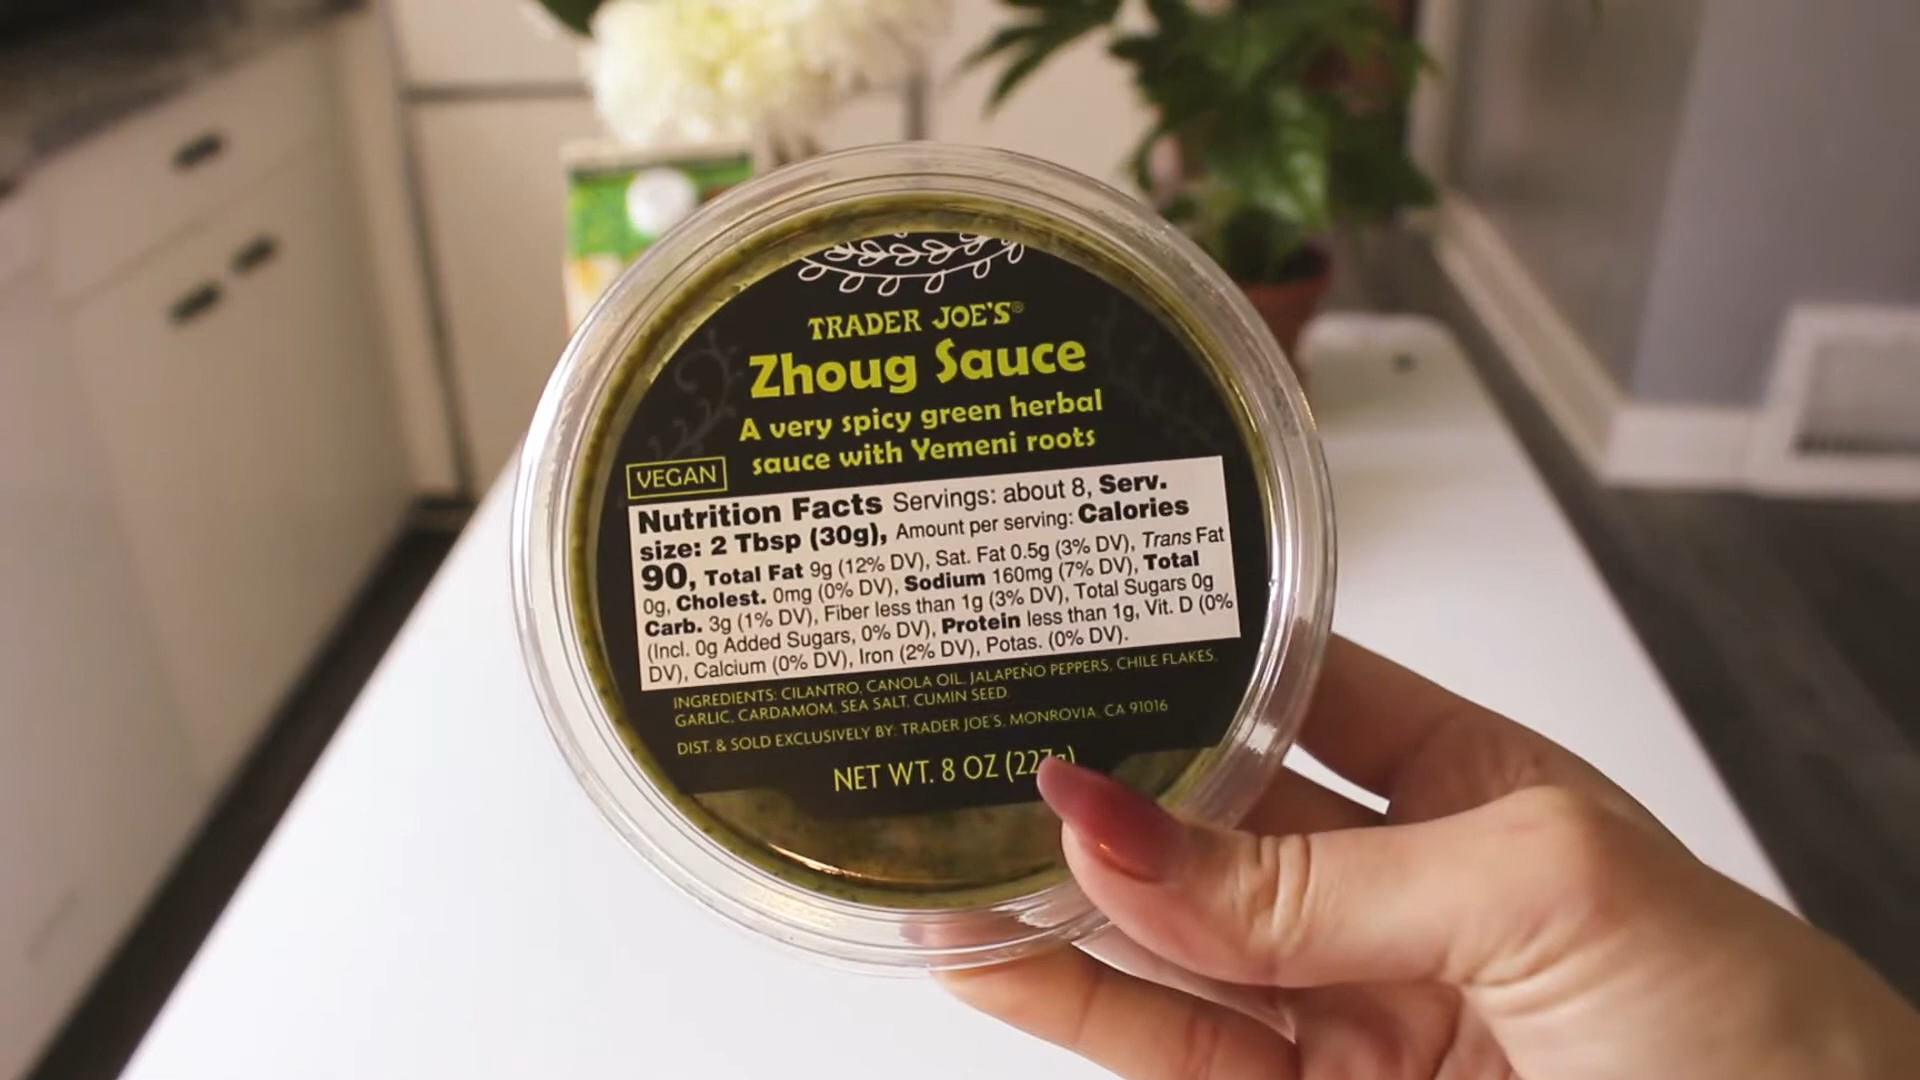 TRADER JOE'S®
Zhoug Sauce
A very spicy green herbal
sauce with Yemeni roots
VEGAN
Nutrition Facts Servings: about 8, Serv.
size: 2 Tbsp (30g), Amount per serving: Calories
90, Total Fat 9g (12% DV), Sat. Fat 0.5g (3% DV), Trans Fat
0g, Cholest. 0mg (0% DV), Sodium 160mg (7% DV), Total
Carb. 3g (1% DV), Fiber less than 1g (3% DV), Total Sugars 0g
(Incl. 0g Added Sugars, 0% DV), Protein less than 1g, Vit. D (0%
DV), Calcium (0% DV), Iron (2% DV), Potas. (0% DV).
INGREDIENTS: CILANTRO, CANOLA OIL, JALAPEÑO PEPPERS, CHILE FLAKES,
GARLIC, CARDAMOM, SEA SALT, CUMIN SEED.
DIST. & SOLD EXCLUSIVELY BY: TRADER JOE'S, MONROVIA, CA 91016
NET WT. 8 OZ (227g)